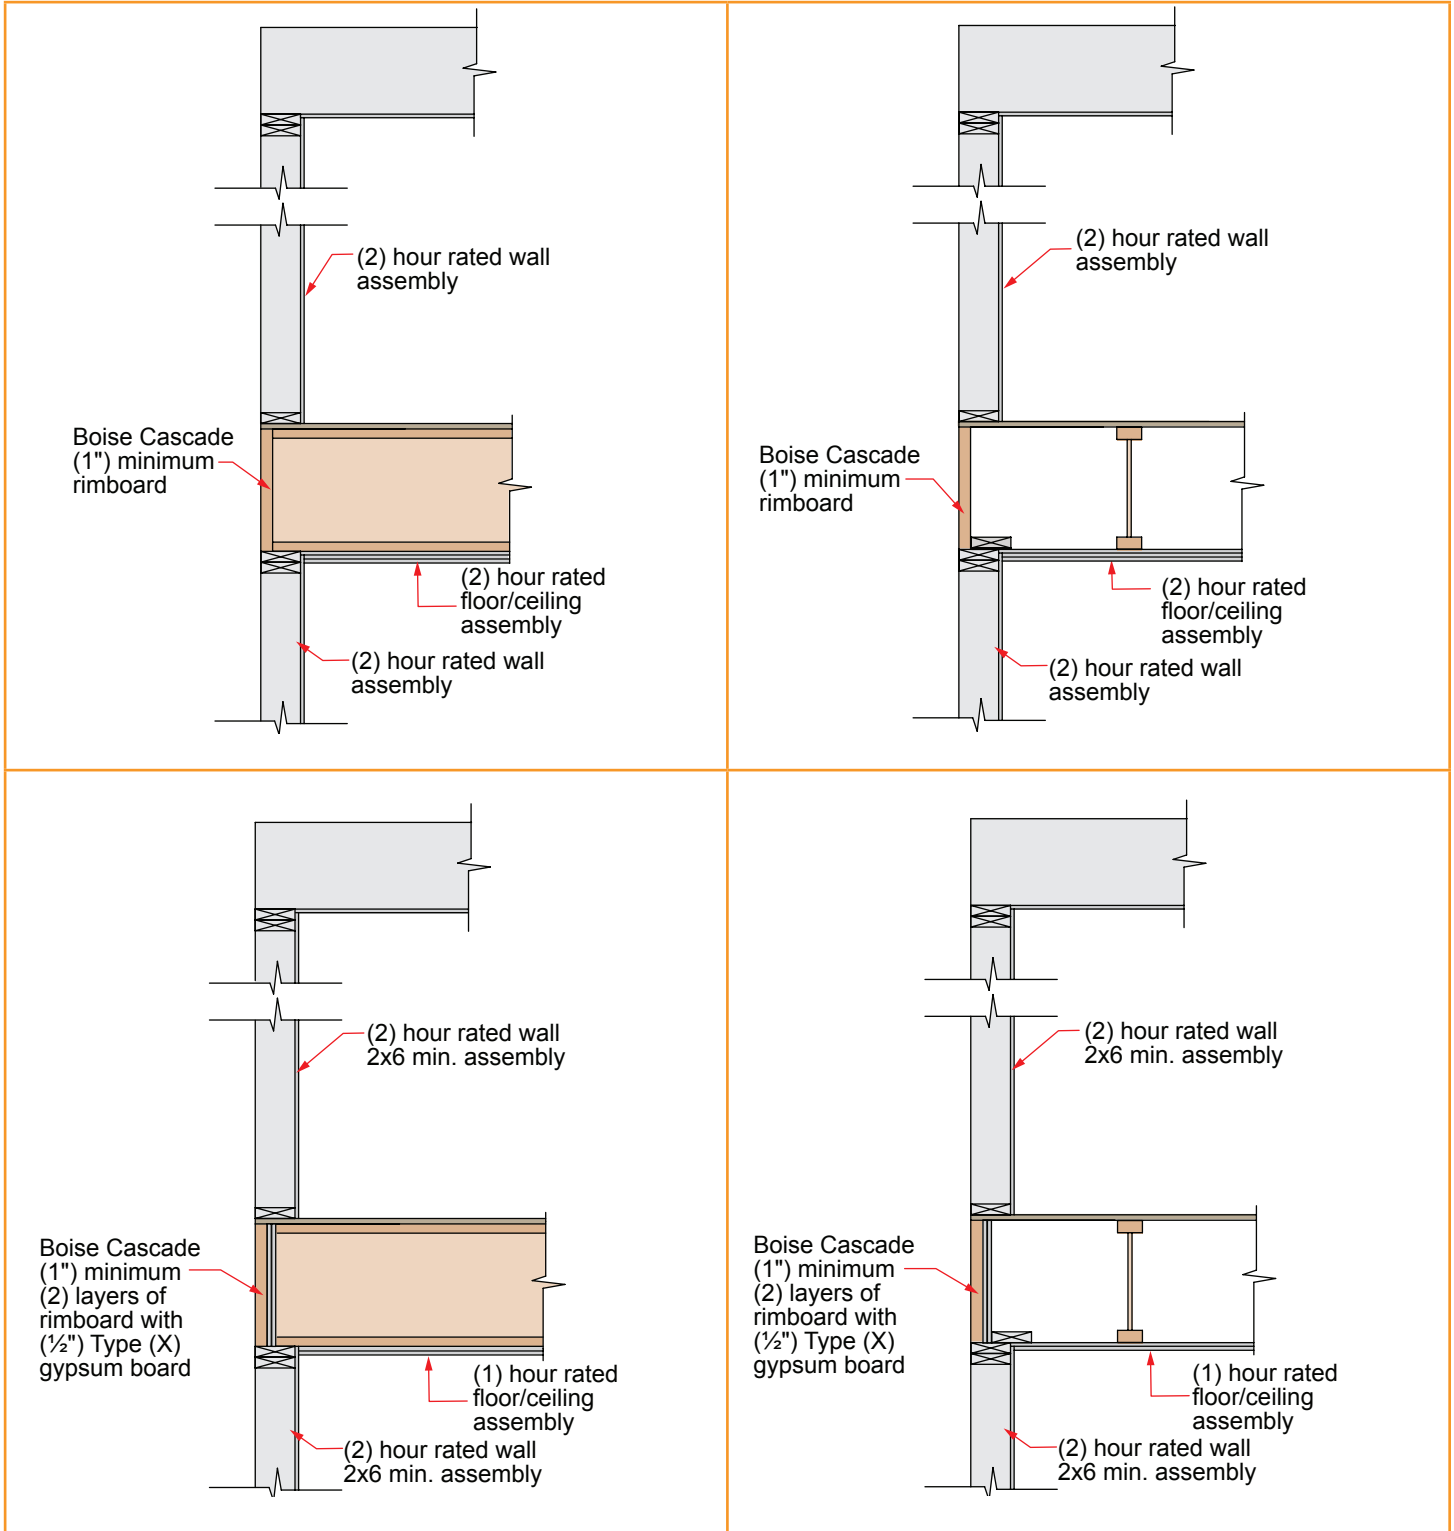 (2) hour rated wall
assembly
Boise Cascade
(1") minimum
rimboard
(2) hour rated
floor/ceiling
assembly
(2) hour rated wall
assembly
(2) hour rated wall
assembly
Boise Cascade
(1") minimum
rimboard
(2) hour rated
floor/ceiling
assembly
(2) hour rated wall
assembly
(2) hour rated wall
2x6 min. assembly
Boise Cascade
(1") minimum
(2) layers of
rimboard with
(½") Type (X)
gypsum board
(1) hour rated
floor/ceiling
assembly
(2) hour rated wall
2x6 min. assembly
(2) hour rated wall
2x6 min. assembly
Boise Cascade
(1") minimum
(2) layers of
rimboard with
(½") Type (X)
gypsum board
(1) hour rated
floor/ceiling
assembly
(2) hour rated wall
2x6 min. assembly